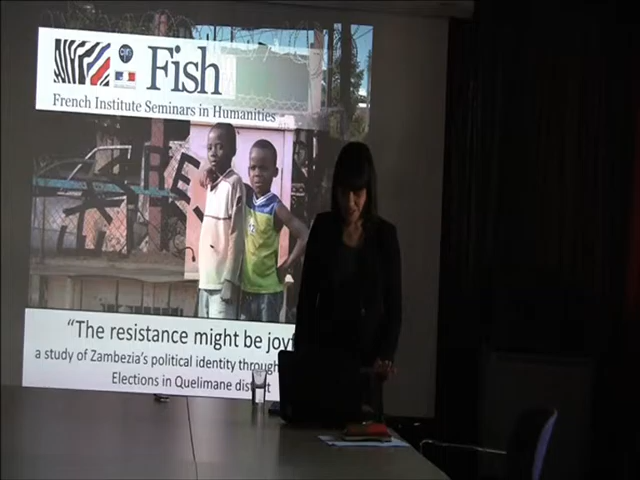 Fish
French Institute Seminars in Humanities
"The resistance might be joy
a study of Zambezia's political identity through
Elections in Quelimane district